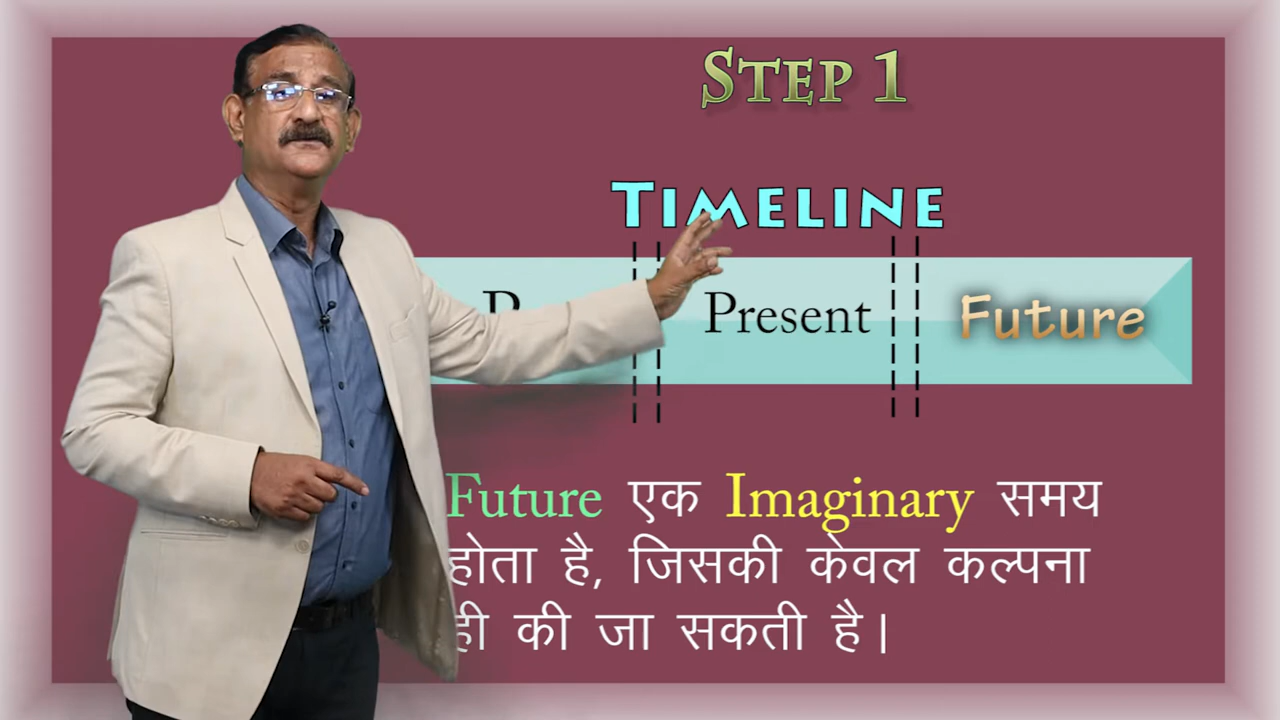 STEP 1
TIMELINE
Present Future
Future एक Imaginary समय
होता है, जिसकी केवल कल्पना
ही की जा सकती है।